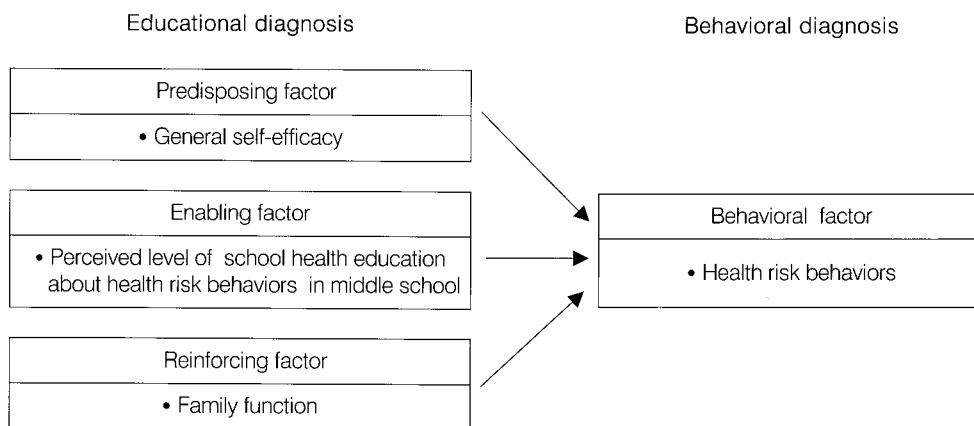 Educational diagnosis
Behavioral diagnosis
Predisposing factor
• General self-efficacy
Enabling factor
• Perceived level of school health education
about health risk behaviors in middle school
Reinforcing factor
• Family function
Behavioral factor
• Health risk behaviors